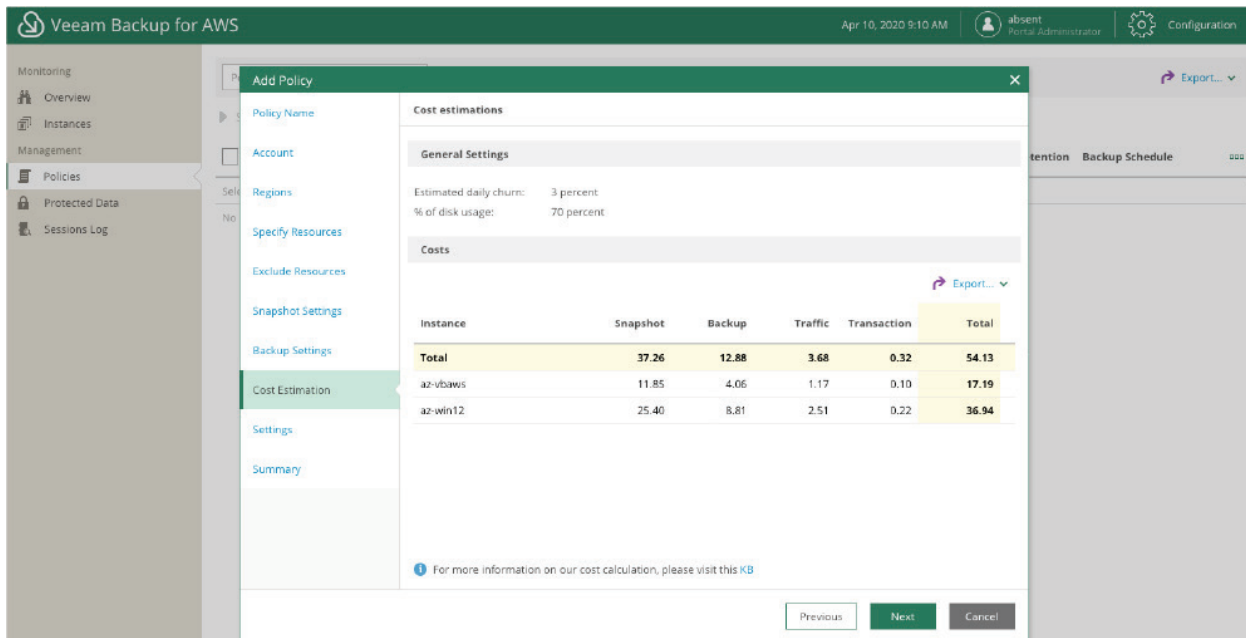 Veeam Backup for AWS
Apr 10, 2020 9:10 AM
absent
Portal Administrator
Configuration
Monitoring
Overview
Instances
Management
Policies
Protected Data
Sessions Log
Export...
Backup Schedule
No
Add Policy
Policy Name
Account
Regions
Specify Resources
Exclude Resources
Snapshot Settings
Backup Settings
Cost Estimation
Settings
Summary
Cost estimations
General Settings
Estimated daily churn: 3 percent
% of disk usage: 70 percent
Costs
Export...
Instance Snapshot Backup Traffic Transaction Total
Total 37.26 12.88 3.68 0.32 54.13
az-vbaws 11.85 4.06 1.17 0.10 17.19
az-win12 25.40 8.81 2.51 0.22 36.94
For more information on our cost calculation, please visit this KB
Previous Next Cancel